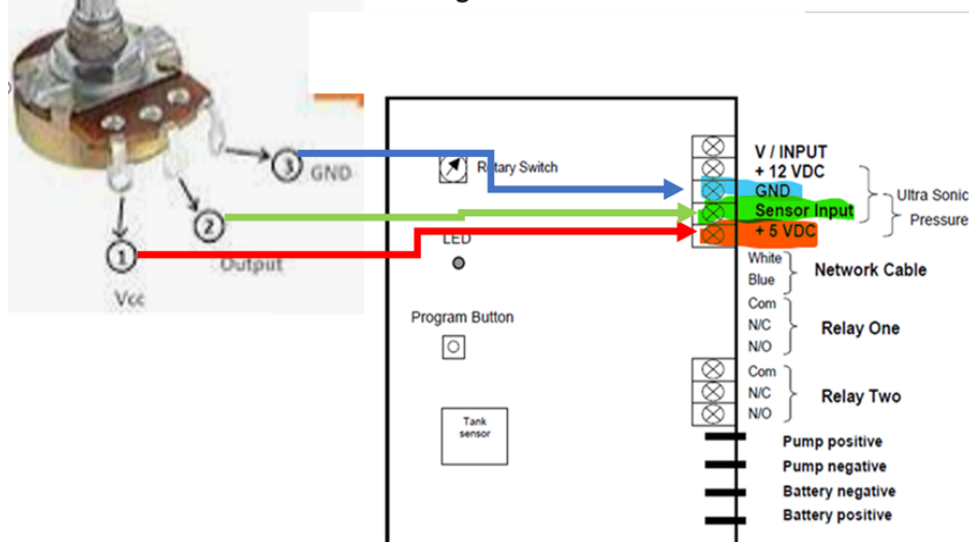 3 GND
2
Output
1
Vcc
Rotary Switch
LED
Program Button
Tank
sensor
V / INPUT
+ 12 VDC
GND
Sensor Input
+ 5 VDC
Ultra Sonic
Pressure
White
Blue
Network Cable
Com
N/C
N/O
Relay One
Com
N/C
N/O
Relay Two
Pump positive
Pump negative
Battery negative
Battery positive